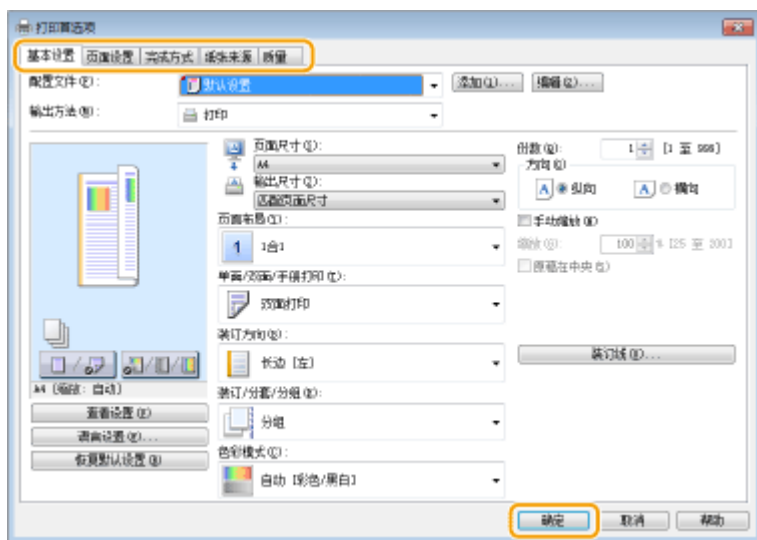 打印首选项
基本设置 页面设置 完成方式 纸张来源 质量
配置文件(F): 默认设置 添加(1)... 编辑(2)...
输出方法(M): 打印
页面尺寸(S):
A4
输出尺寸(Z):
匹配页面尺寸
页面布局(L):
1合1
单面/双面/手册打印(T):
双面打印
装订方向(B):
长边 [左]
装订/分套/分组(X):
分组
色彩模式(C):
自动 [彩色/黑白]
份数(Q): 1 [1 至 999]
方向(O)
A 纵向 A 横向
手动缩放(N)
缩放(G): 100 % [25 至 200]
原稿在中央(5)
装订线(U)...
A4 [缩放: 自动]
查看设置(V)
语言设置(W)...
恢复默认设置(R)
确定 取消 帮助